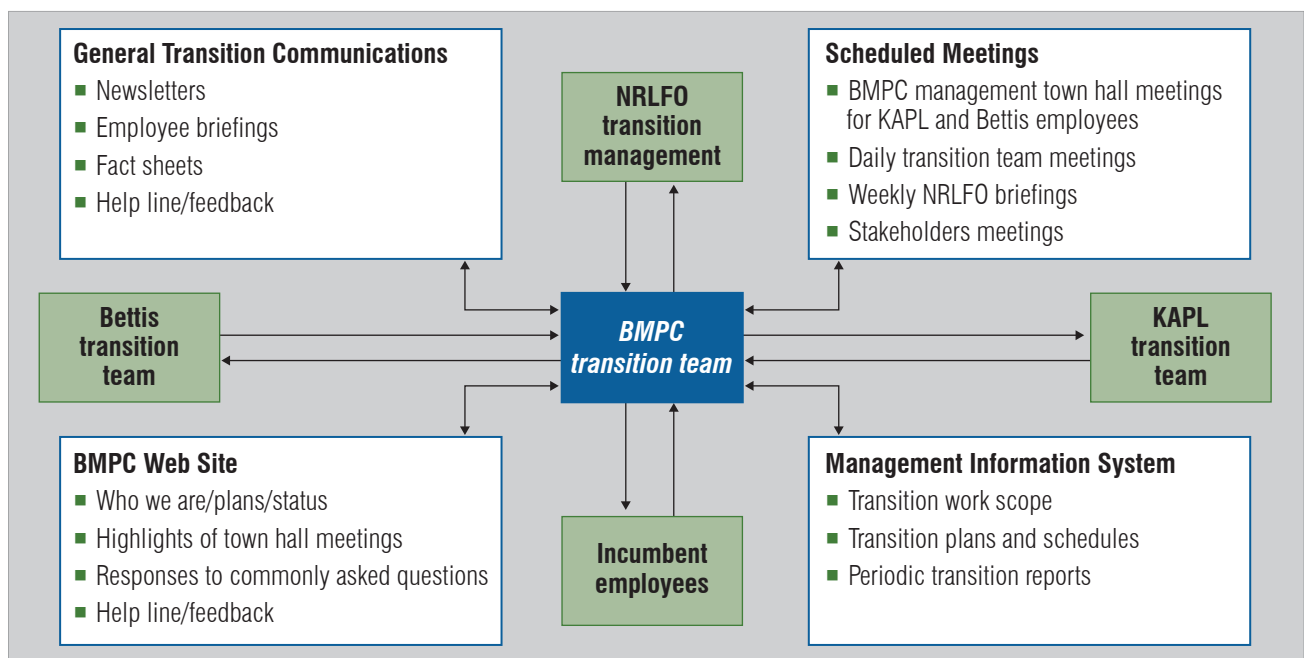 General Transition Communications
■ Newsletters
■ Employee briefings
■ Fact sheets
■ Help line/feedback
NRLFO
transition
management
Scheduled Meetings
■ BMPC management town hall meetings
for KAPL and Bettis employees
■ Daily transition team meetings
■ Weekly NRLFO briefings
■ Stakeholders meetings
Bettis
transition
team
BMPC
transition team
KAPL
transition
team
BMPC Web Site
■ Who we are/plans/status
■ Highlights of town hall meetings
■ Responses to commonly asked questions
■ Help line/feedback
Incumbent
employees
Management Information System
■ Transition work scope
■ Transition plans and schedules
■ Periodic transition reports